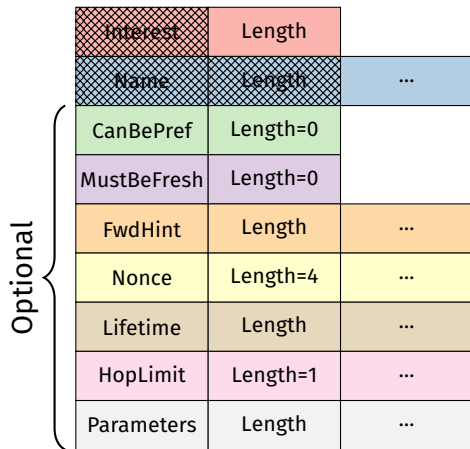 Interest Length
Name Length ...
CanBePref Length=0
MustBeFresh Length=0
FwdHint Length ...
Nonce Length=4 ...
Lifetime Length ...
HopLimit Length=1 ...
Parameters Length ...
Optional